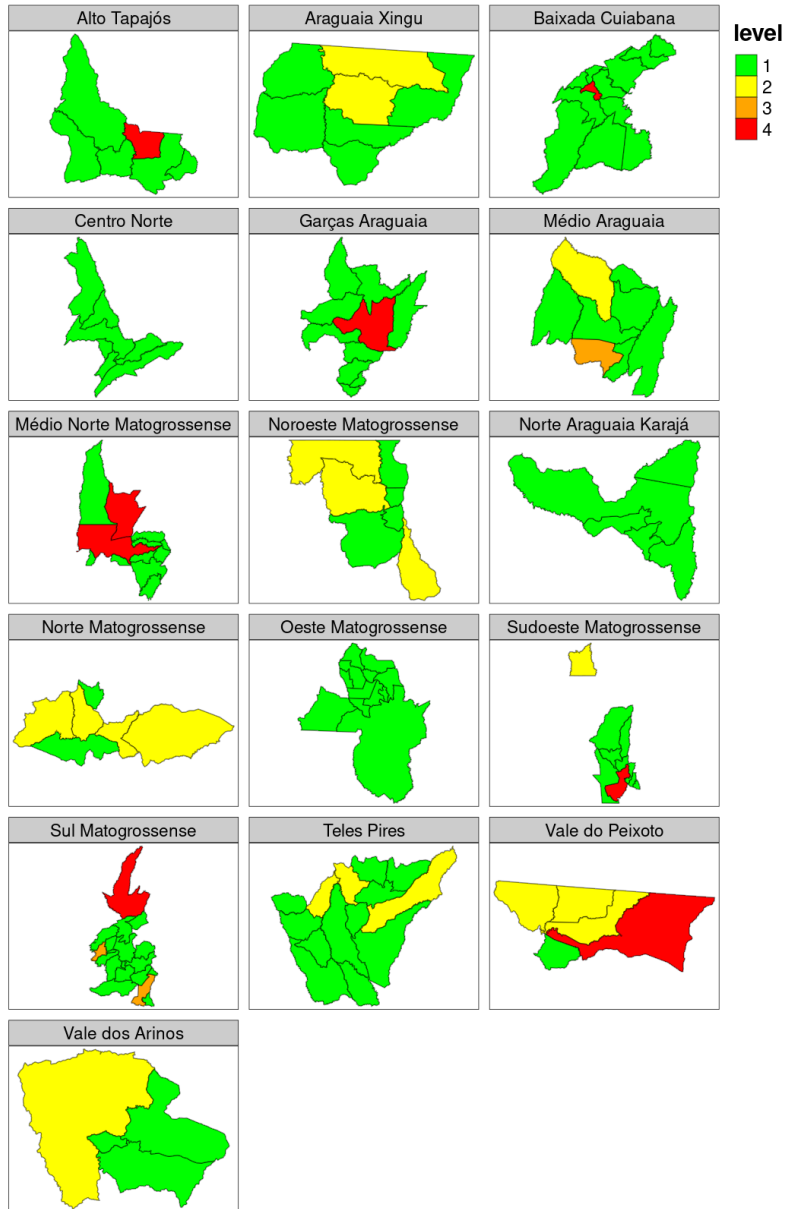 Alto Tapajós
Araguaia Xingu
Baixada Cuiabana
level
1
2
3
4
Centro Norte
Garças Araguaia
Médio Araguaia
Médio Norte Matogrossense
Noroeste Matogrossense
Norte Araguaia Karajá
Norte Matogrossense
Oeste Matogrossense
Sudoeste Matogrossense
Sul Matogrossense
Teles Pires
Vale do Peixoto
Vale dos Arinos